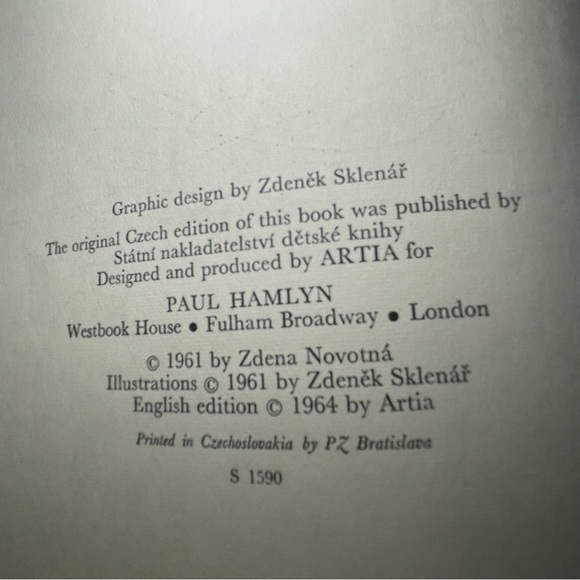 Graphic design by Zdeněk Sklenář
The original Czech edition of this book was published by
Státní nakladatelství dětské knihy
Designed and produced by ARTIA for
PAUL HAMLYN
Westbook House ● Fulham Broadway ● London
© 1961 by Zdena Novotná
Illustrations © 1961 by Zdeněk Sklenář
English edition © 1964 by Artia
Printed in Czechoslovakia by PZ Bratislava
S 1590